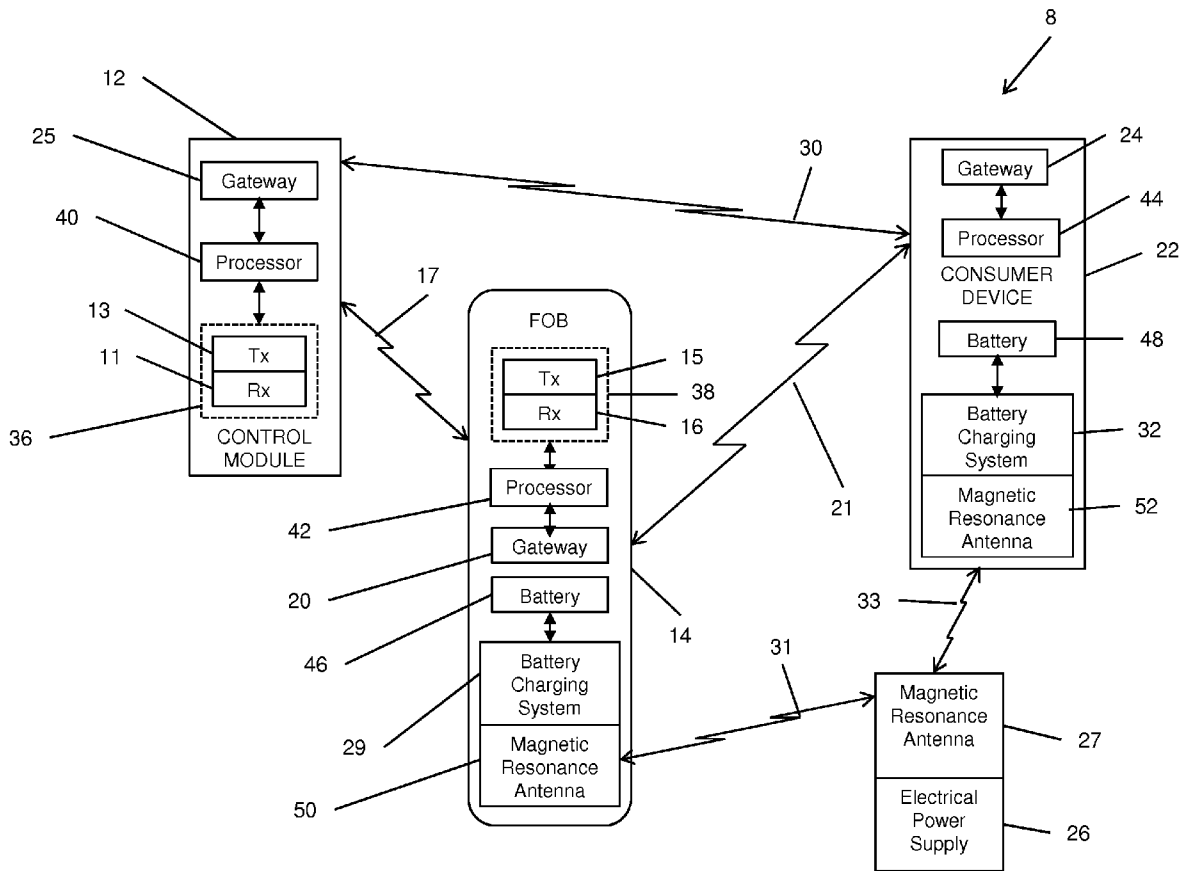 8
12
25
Gateway
30
Gateway
24
40
Processor
Processor
44
CONSUMER
DEVICE
22
17
13
Tx
11
Rx
36
CONTROL
MODULE
FOB
Tx
15
38
Rx
16
Battery
48
Battery
Charging
System
32
Magnetic
Resonance
Antenna
52
Processor
42
Gateway
20
21
Battery
46
14
33
31
Battery
Charging
System
29
Magnetic
Resonance
Antenna
50
Magnetic
Resonance
Antenna
27
Electrical
Power
Supply
26